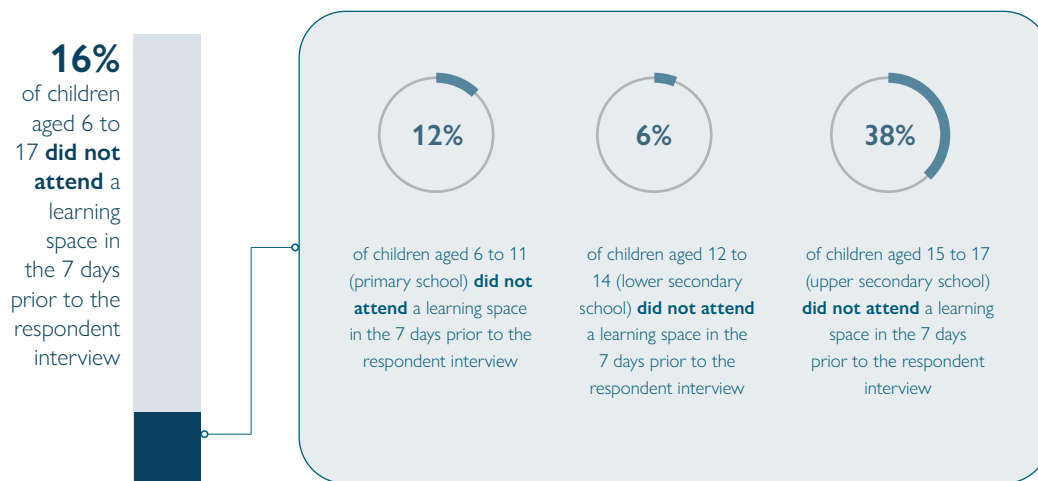 16%
of children
aged 6 to
17 did not
attend a
learning
space in
the 7 days
prior to the
respondent
interview
12%
of children aged 6 to 11
(primary school) did not
attend a learning space
in the 7 days prior to the
respondent interview
6%
of children aged 12 to
14 (lower secondary
school) did not attend
a learning space in the
7 days prior to the
respondent interview
38%
of children aged 15 to 17
(upper secondary school)
did not attend a learning
space in the 7 days
prior to the respondent
interview